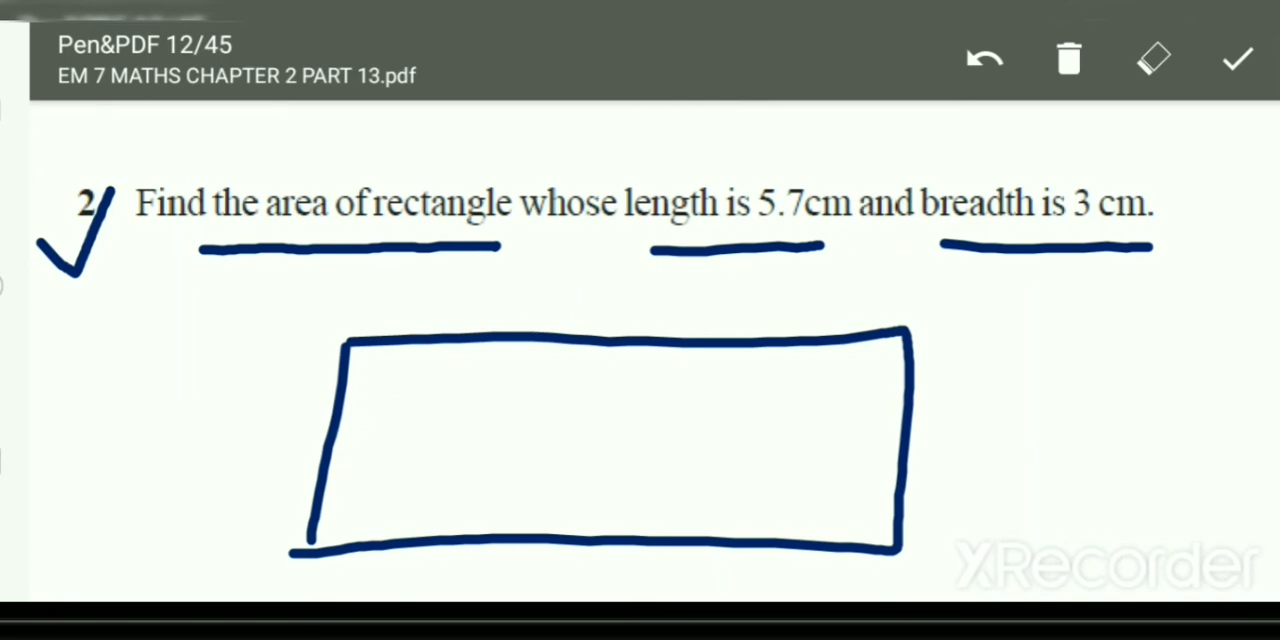 Pen&PDF 12/45
EM 7 MATHS CHAPTER 2 PART 13.pdf
2 Find the area of rectangle whose length is 5.7cm and breadth is 3 cm.
XRecorder